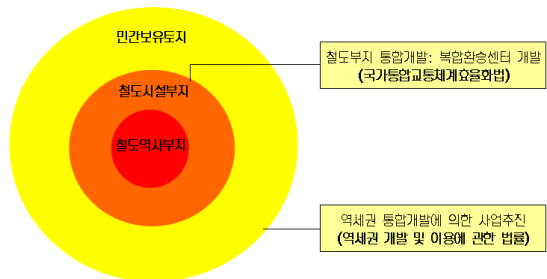 민간보유토지
철도시설부지
철도역사부지
철도부지 통합개발: 복합환승센터 개발
(국가통합교통체계효율화법)
역세권 통합개발에 의한 사업추진
(역세권 개발 및 이용에 관한 법률)